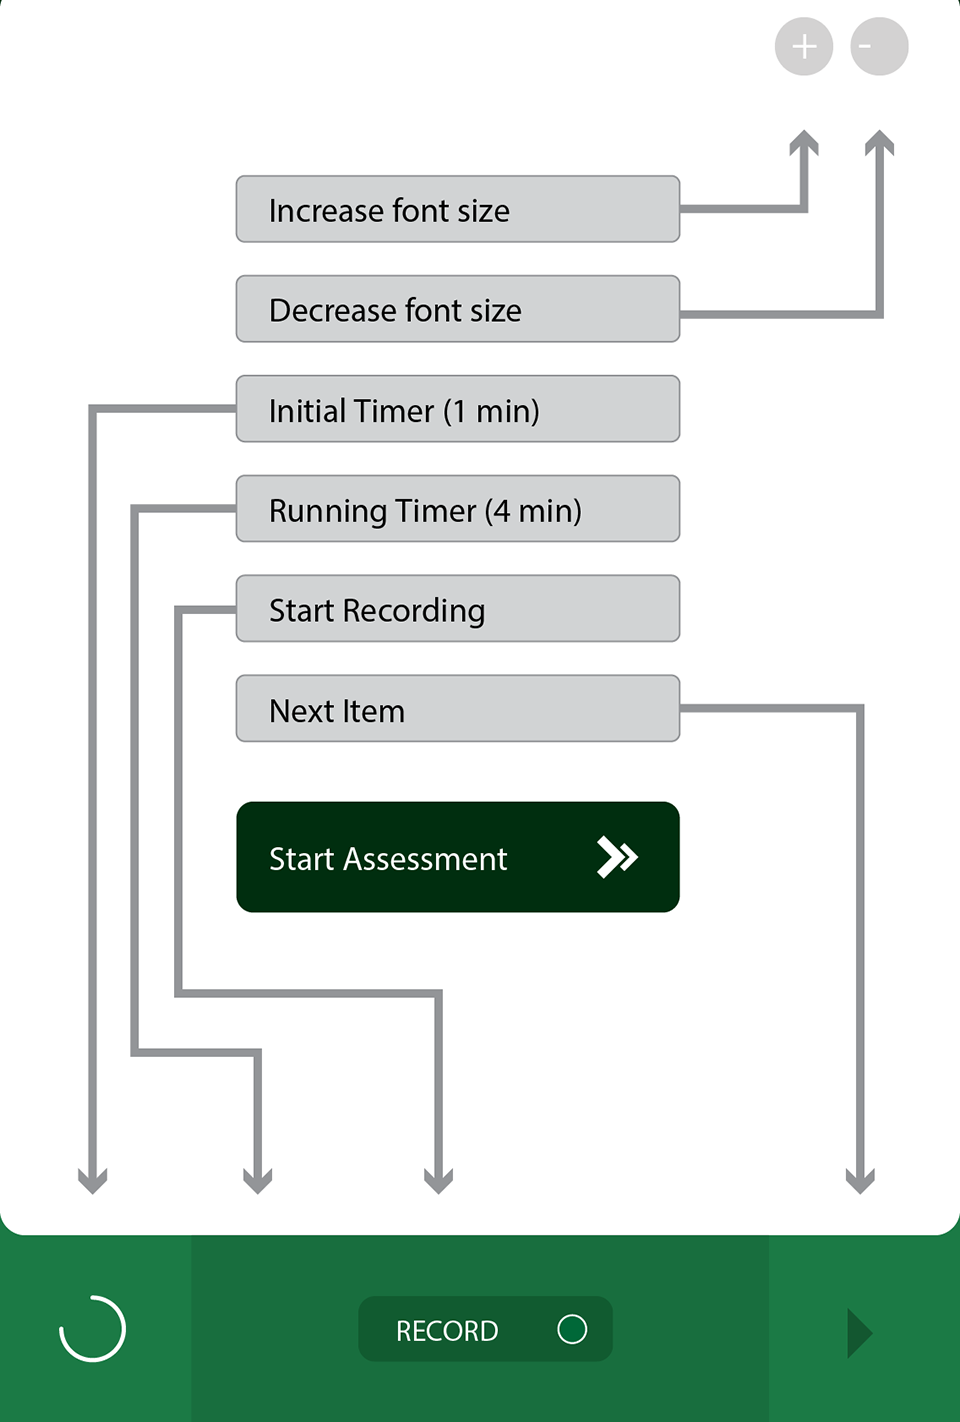 + -
Increase font size
Decrease font size
Initial Timer (1 min)
Running Timer (4 min)
Start Recording
Next Item
Start Assessment
RECORD